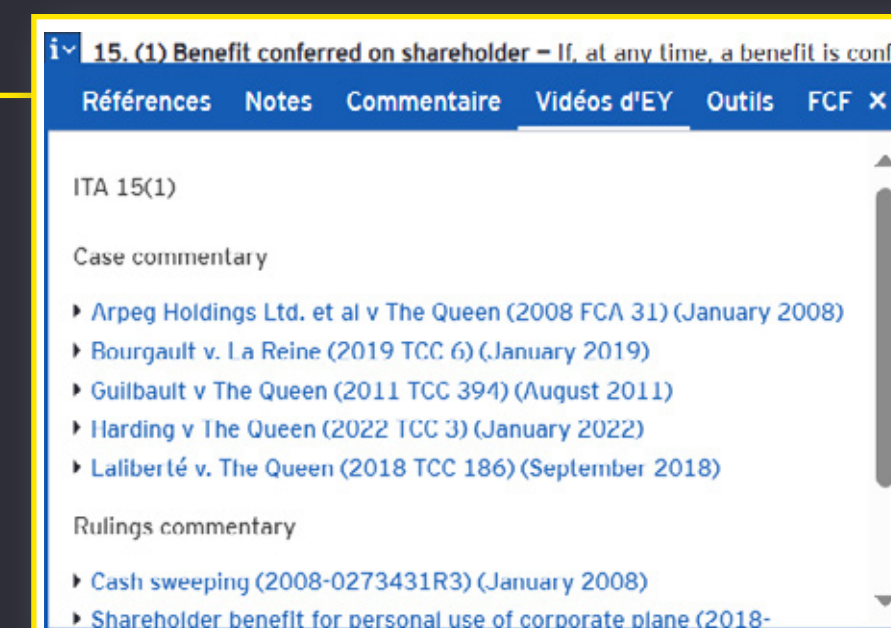 15. (1) Benefit conferred on shareholder – If, at any time, a benefit is conf
Références Notes Commentaire Vidéos d'EY Outils FCF ×
ITA 15(1)
Case commentary
Arpeg Holdings Ltd. et al v The Queen (2008 FCA 31) (January 2008)
Bourgault v. La Reine (2019 TCC 6) (January 2019)
Guilbault v The Queen (2011 TCC 394) (August 2011)
Harding v The Queen (2022 TCC 3) (January 2022)
Laliberté v. The Queen (2018 TCC 186) (September 2018)
Rulings commentary
Cash sweeping (2008-0273431R3) (January 2008)
Shareholder benefit for personal use of corporate plane (2018-